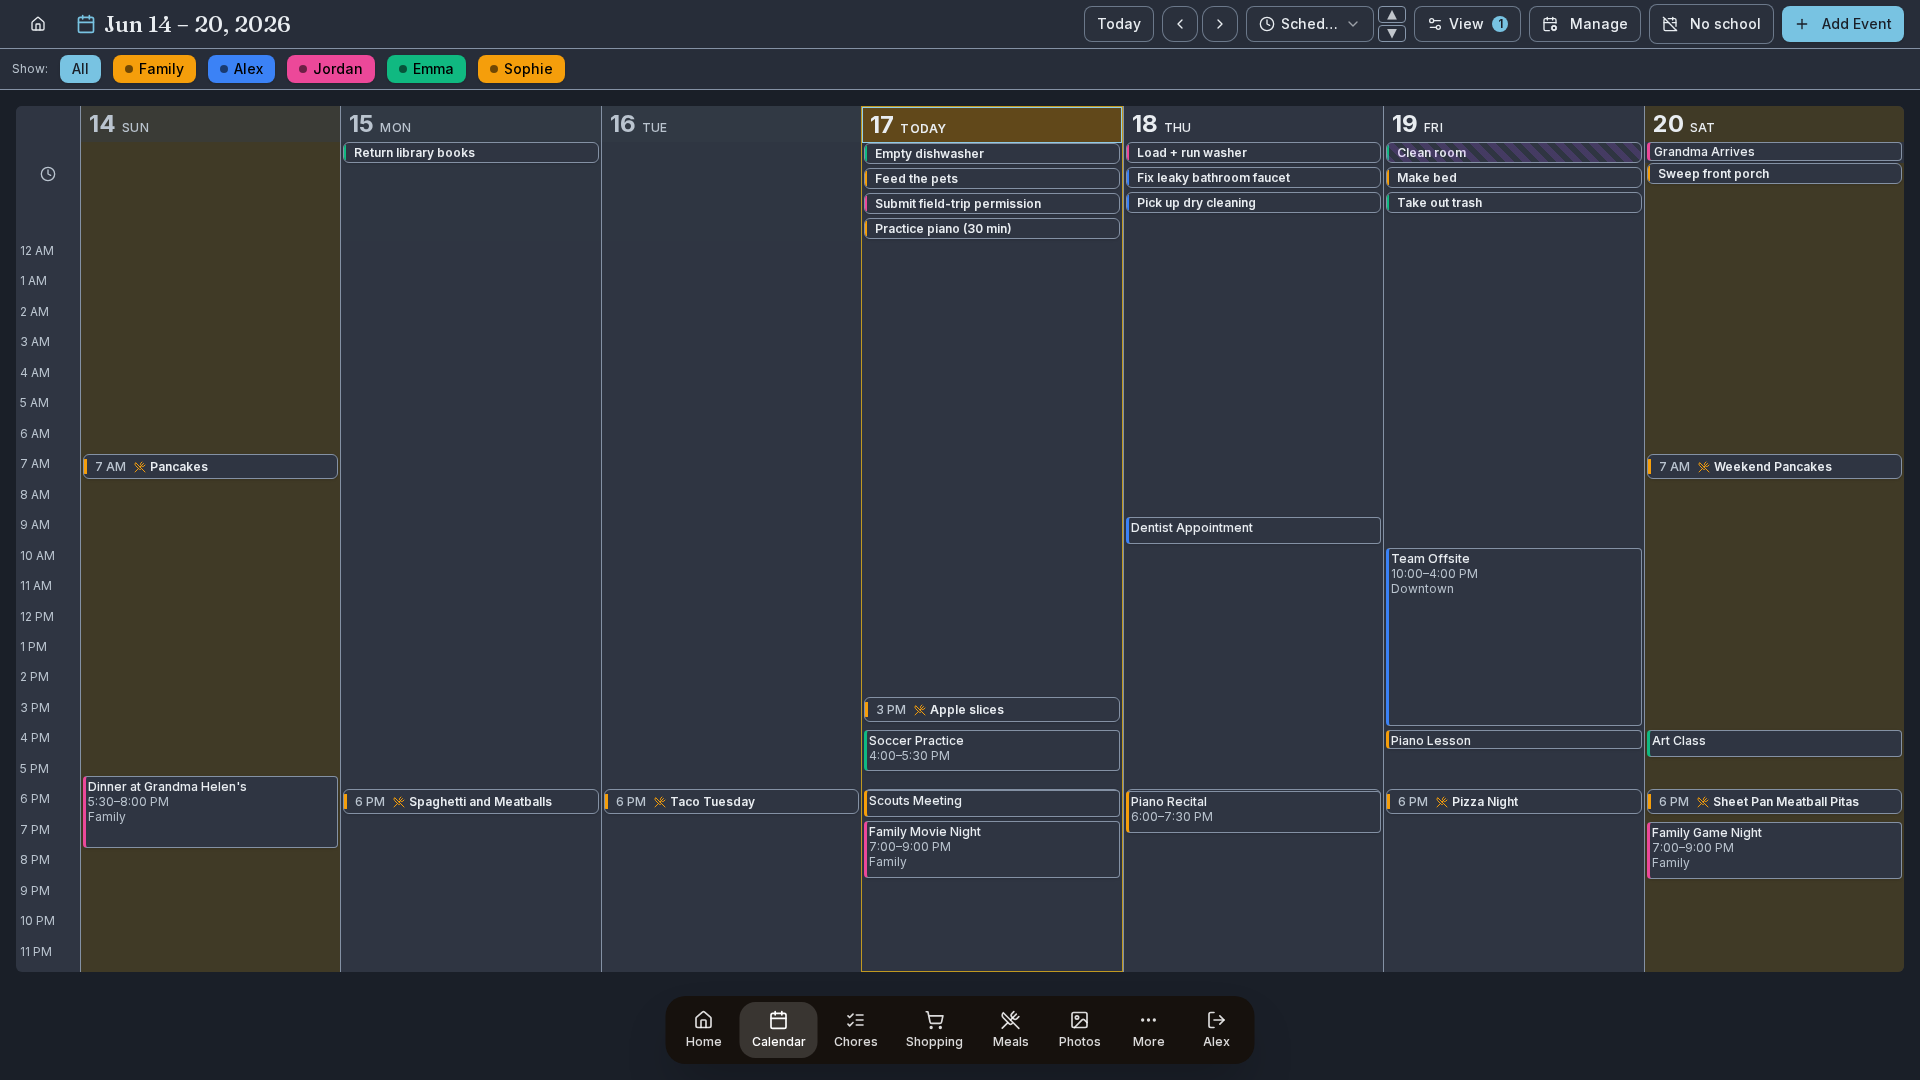 Jun 14 – 20, 2026
Today
Sched...
View 1
Manage
No school
Add Event
Show:
All
Family
Alex
Jordan
Emma
Sophie
14 SUN
15 MON
16 TUE
17 TODAY
18 THU
19 FRI
20 SAT
Return library books
Empty dishwasher
Feed the pets
Submit field-trip permission
Practice piano (30 min)
Load + run washer
Fix leaky bathroom faucet
Pick up dry cleaning
Clean room
Make bed
Take out trash
Grandma Arrives
Sweep front porch
12 AM
1 AM
2 AM
3 AM
4 AM
5 AM
6 AM
7 AM
8 AM
9 AM
10 AM
11 AM
12 PM
1 PM
2 PM
3 PM
4 PM
5 PM
6 PM
7 PM
8 PM
9 PM
10 PM
11 PM
7 AM Pancakes
Dinner at Grandma Helen's
5:30–8:00 PM
Family
6 PM Spaghetti and Meatballs
6 PM Taco Tuesday
3 PM Apple slices
Soccer Practice
4:00–5:30 PM
Scouts Meeting
Family Movie Night
7:00–9:00 PM
Family
Dentist Appointment
Piano Recital
6:00–7:30 PM
Team Offsite
10:00–4:00 PM
Downtown
Piano Lesson
6 PM Pizza Night
7 AM Weekend Pancakes
Art Class
6 PM Sheet Pan Meatball Pitas
Family Game Night
7:00–9:00 PM
Family
Home
Calendar
Chores
Shopping
Meals
Photos
More
Alex